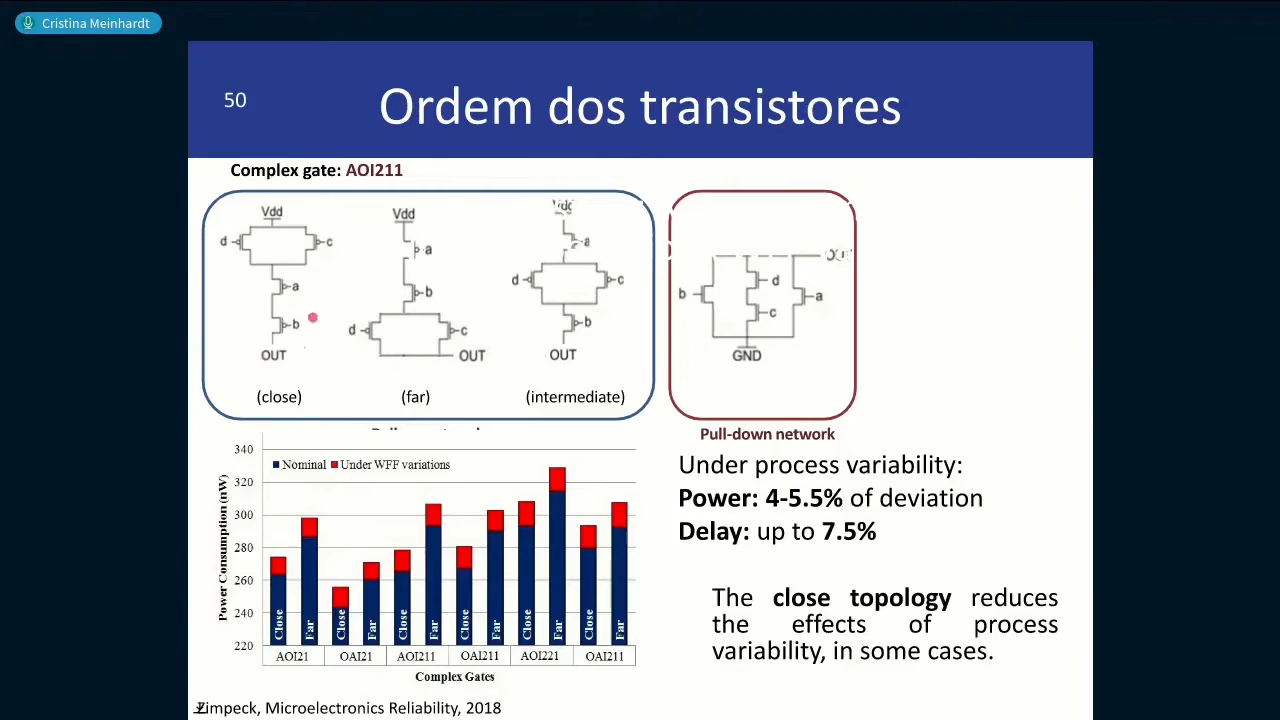 Cristina Meinhardt
50
Ordem dos transistores
Complex gate: AOI211
Vdd
d
c
a
b
OUT
(close)
Vdd
a
b
d
c
OUT
(far)
a
d
c
b
OUT
(intermediate)
b
d
c
a
GND
Pull-down network
Power Consumption (nW)
340
320
300
280
260
240
220
Nominal
Under WFF variations
Close Far Close Far Close Far Close Far Close Far Close Far
AOI21 OAI21 AOI211 OAI211 AOI221 OAI211
Complex Gates
Under process variability:
Power: 4-5.5% of deviation
Delay: up to 7.5%
The close topology reduces
the effects of process
variability, in some cases.
Zimpeck, Microelectronics Reliability, 2018